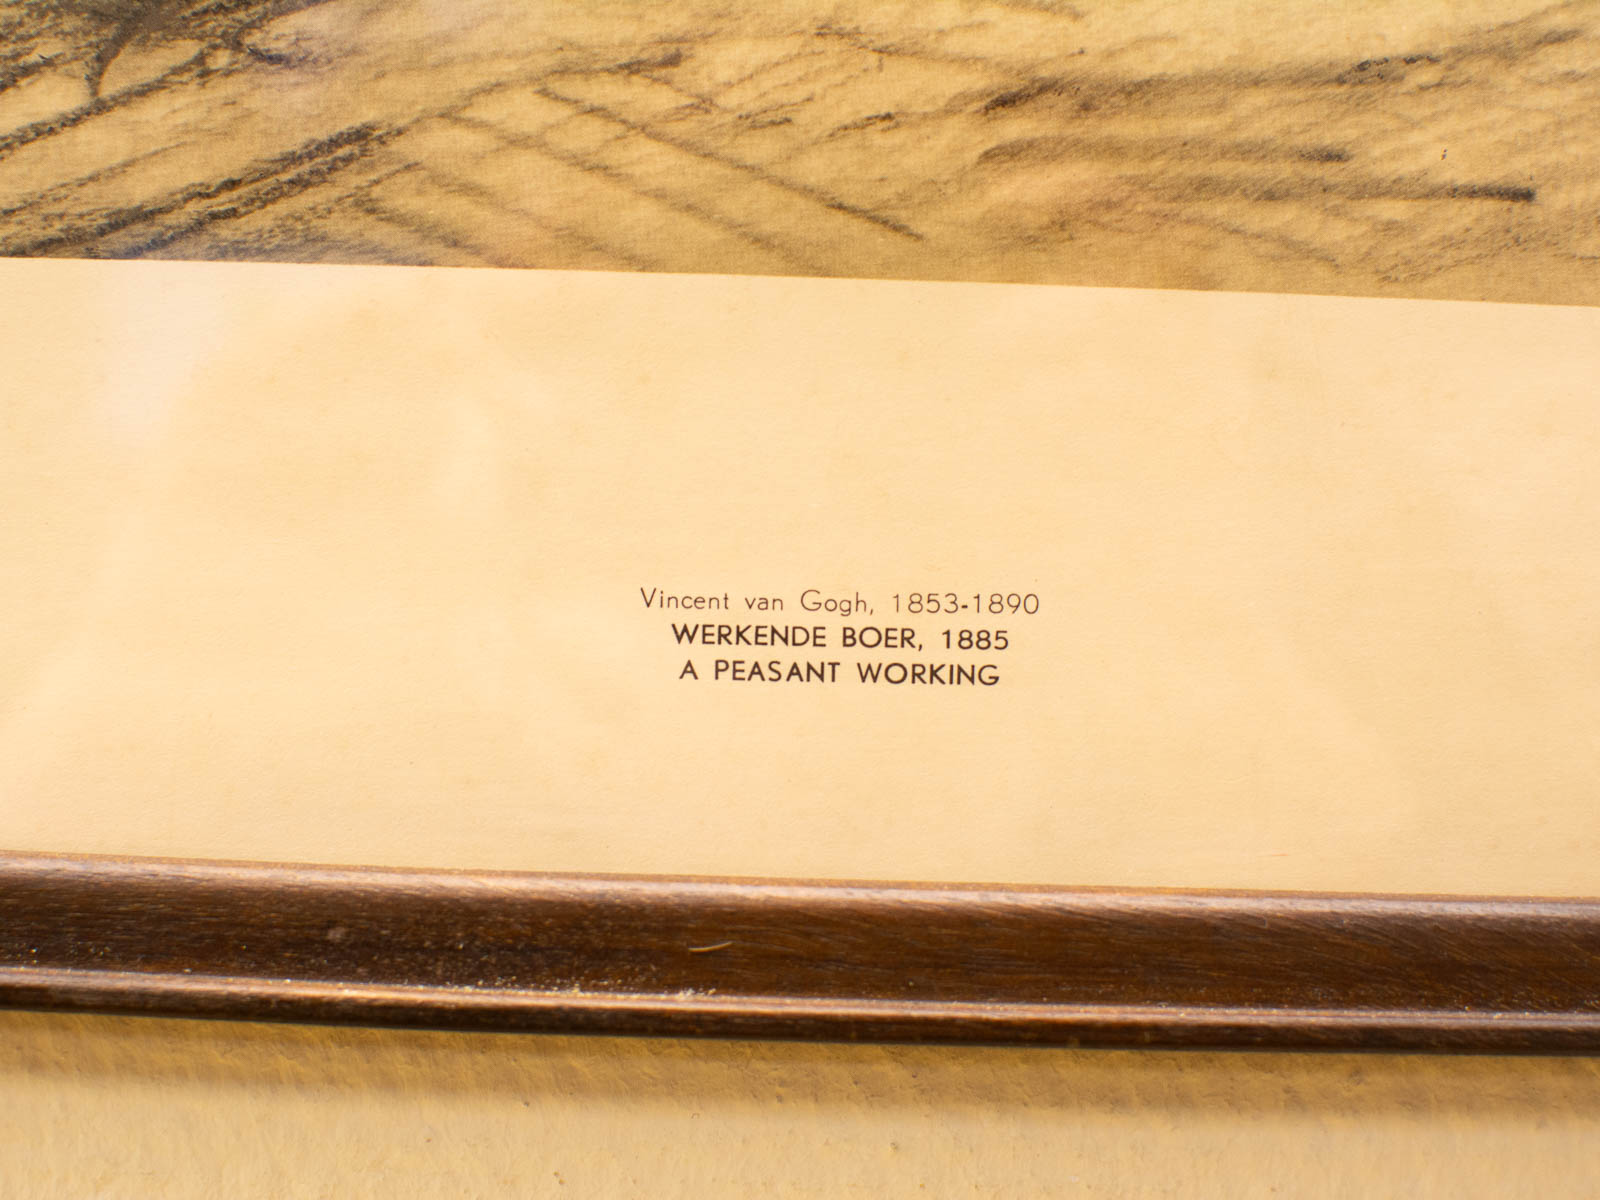 Vincent van Gogh, 1853-1890
WERKENDE BOER, 1885
A PEASANT WORKING